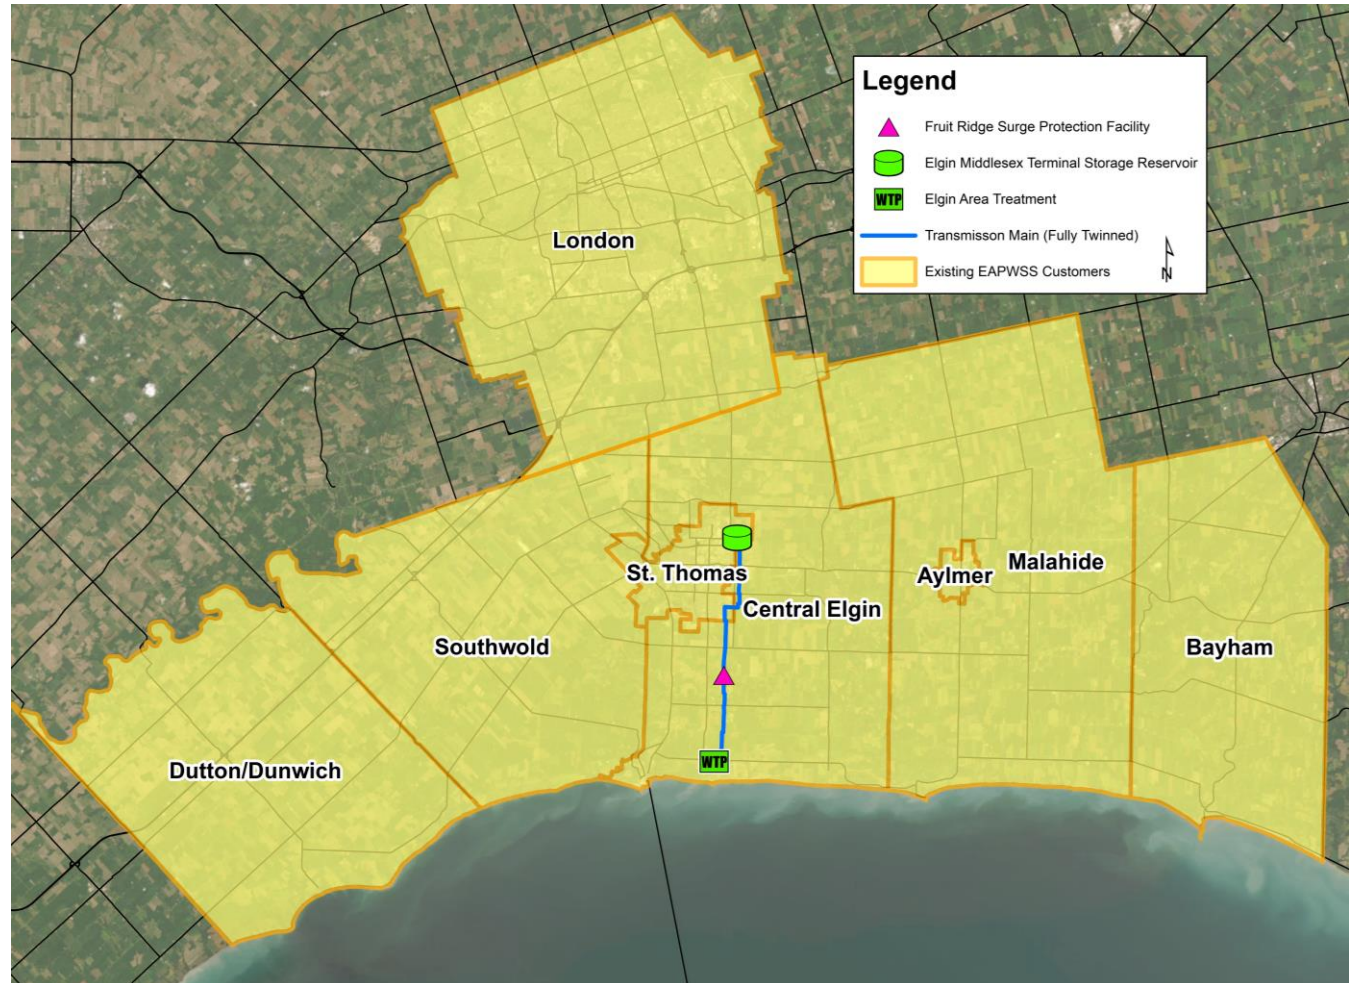 Legend
Fruit Ridge Surge Protection Facility
Elgin Middlesex Terminal Storage Reservoir
WTP Elgin Area Treatment
Transmisson Main (Fully Twinned)
Existing EAPWSS Customers
N
London
St. Thomas
Aylmer
Malahide
Central Elgin
Southwold
Bayham
Dutton/Dunwich
WTP